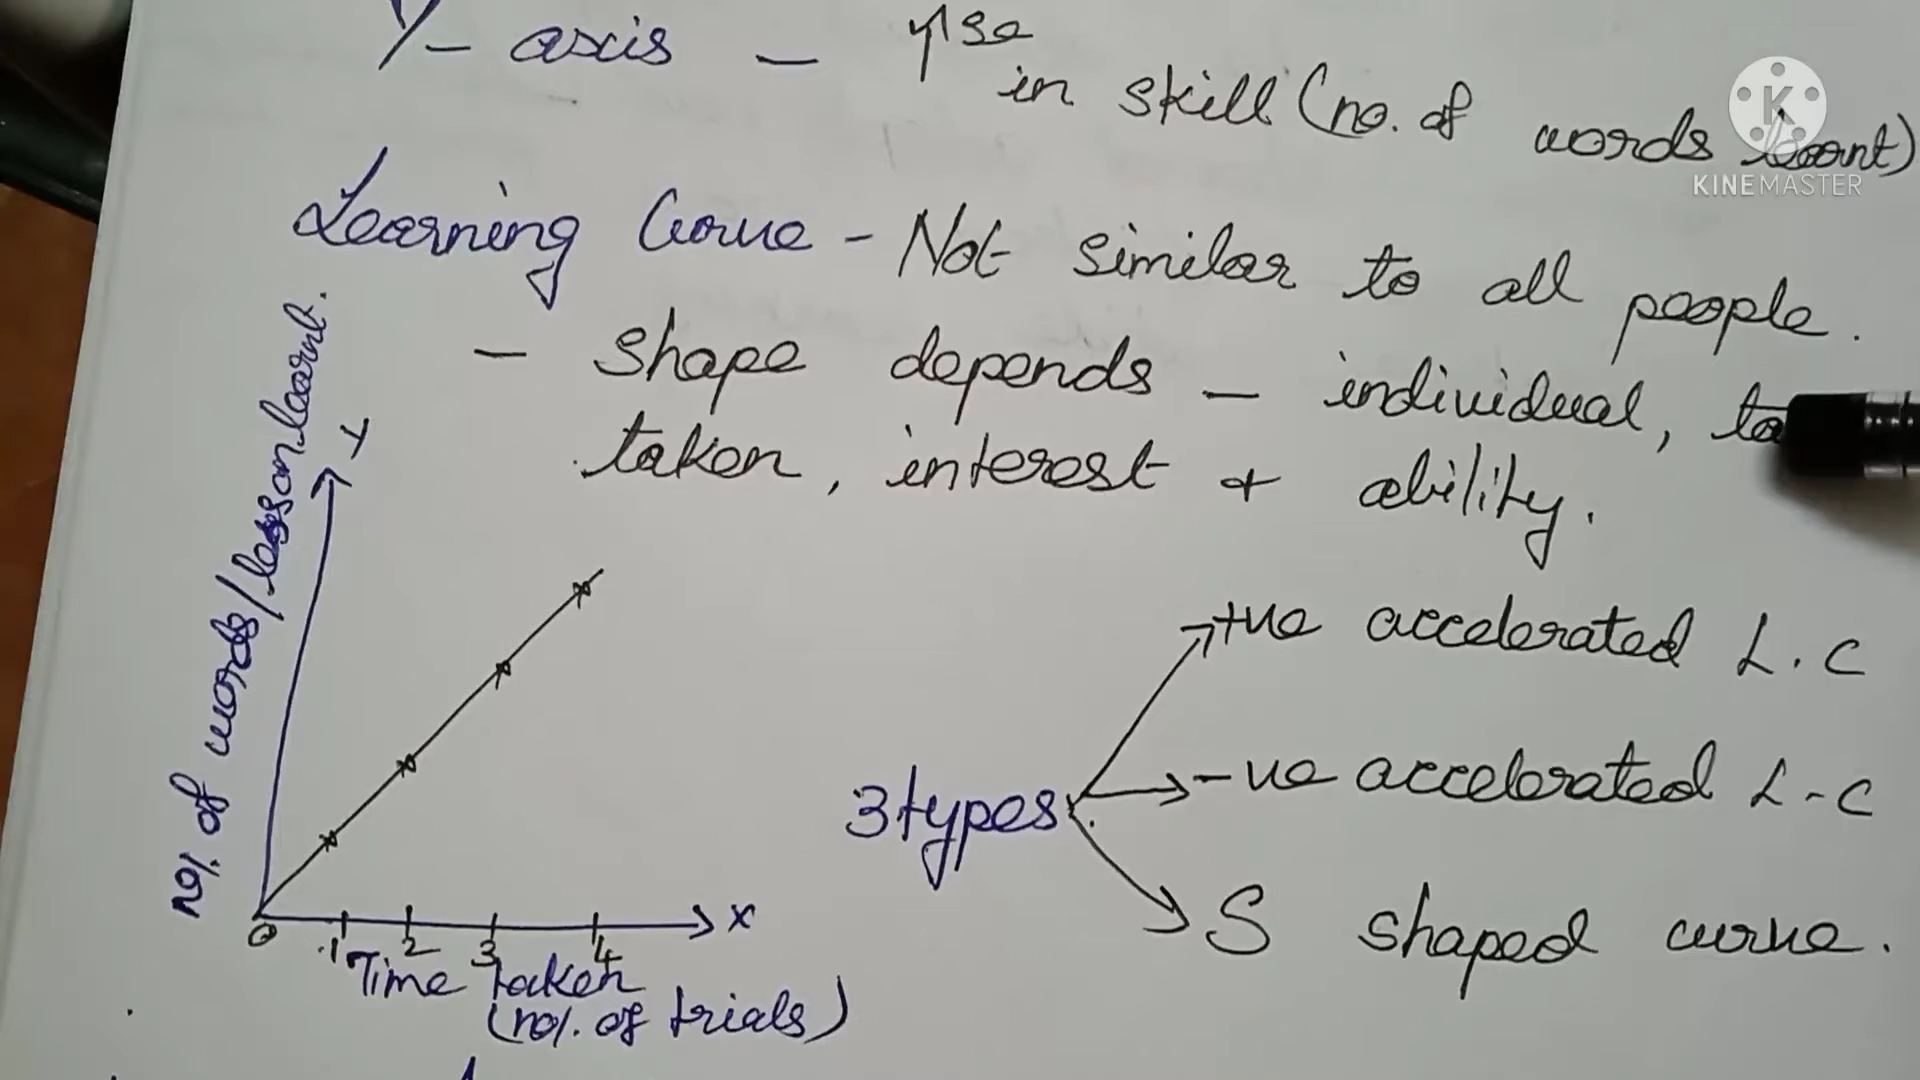 Y- axis - ↑se
in skill (no. of words learnt)
K
KINEMASTER
Learning Curve - Not similar to all people.
- Shape depends - individual,
taken, interest + ability.
No/. of words/lesson learnt.
Y
0 1 2 3 4 X
Time taken
(no/. of trials)
3 types
+ve accelerated L.C
-ve accelerated L-C
S shaped curve.